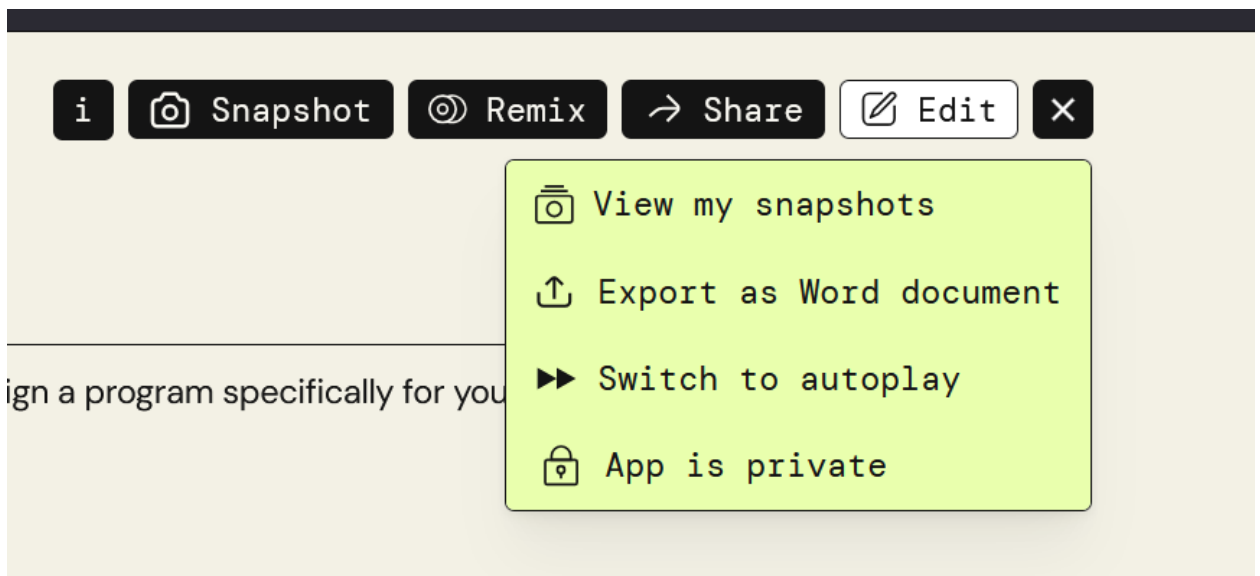 i Snapshot Remix Share Edit
View my snapshots
Export as Word document
Switch to autoplay
ign a program specifically for you
App is private